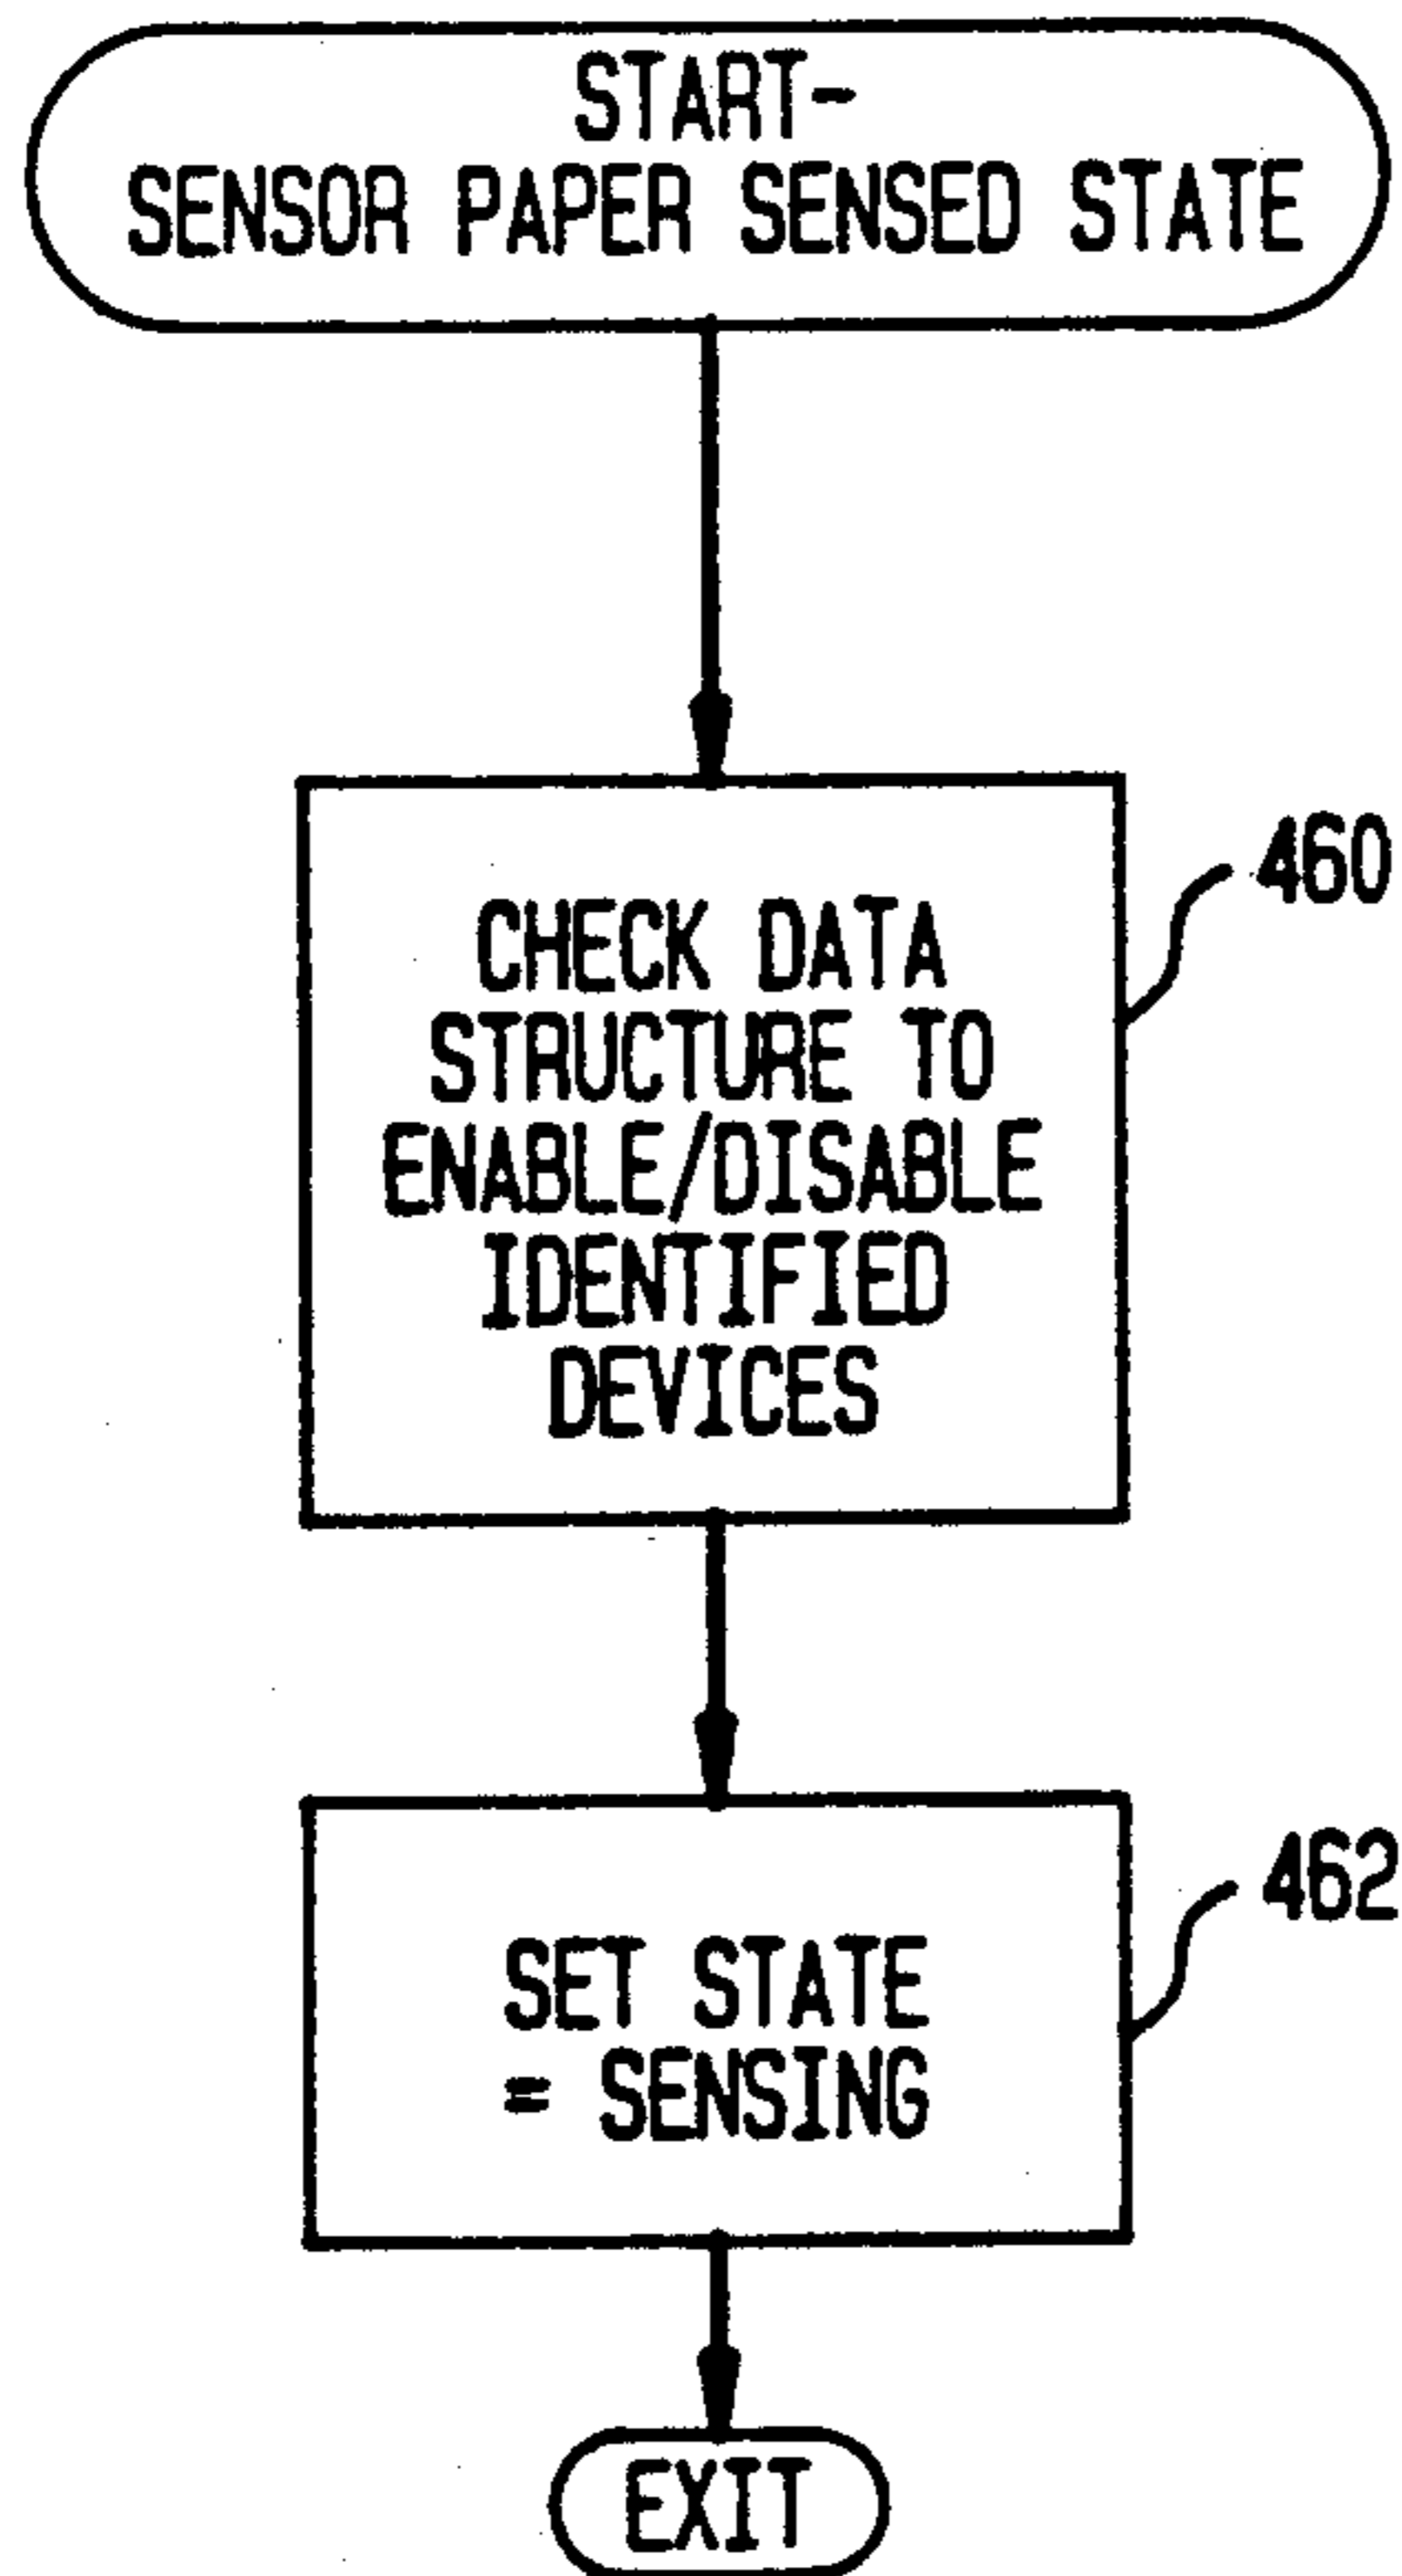 START-
SENSOR PAPER SENSED STATE
460
CHECK DATA
STRUCTURE TO
ENABLE/DISABLE
IDENTIFIED
DEVICES
462
SET STATE
= SENSING
EXIT